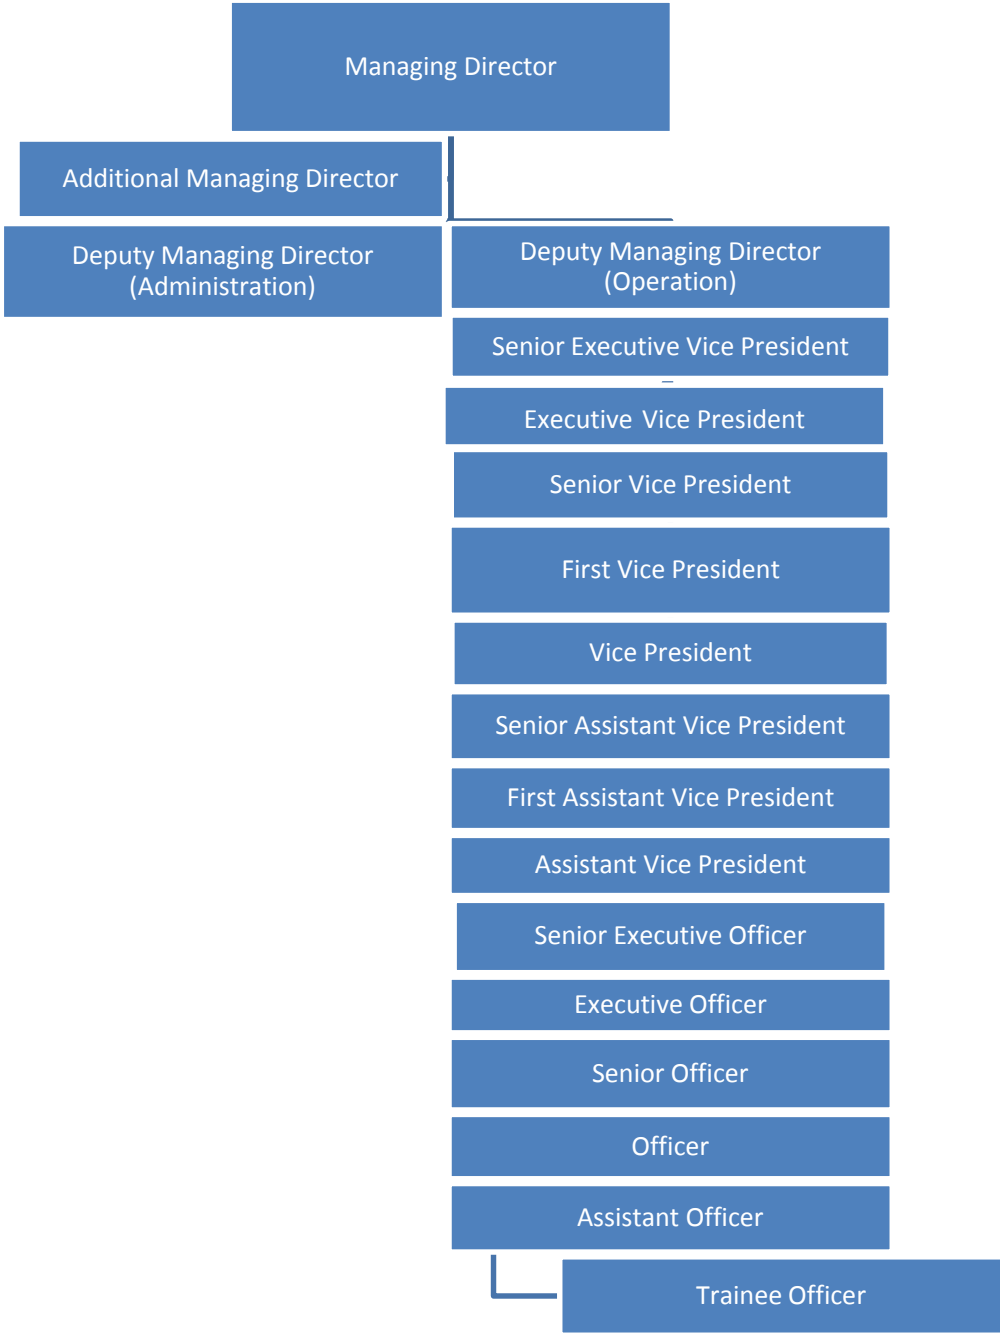 Managing Director
Additional Managing Director
Deputy Managing Director
(Administration)
Deputy Managing Director
(Operation)
Senior Executive Vice President
Executive Vice President
Senior Vice President
First Vice President
Vice President
Senior Assistant Vice President
First Assistant Vice President
Assistant Vice President
Senior Executive Officer
Executive Officer
Senior Officer
Officer
Assistant Officer
Trainee Officer